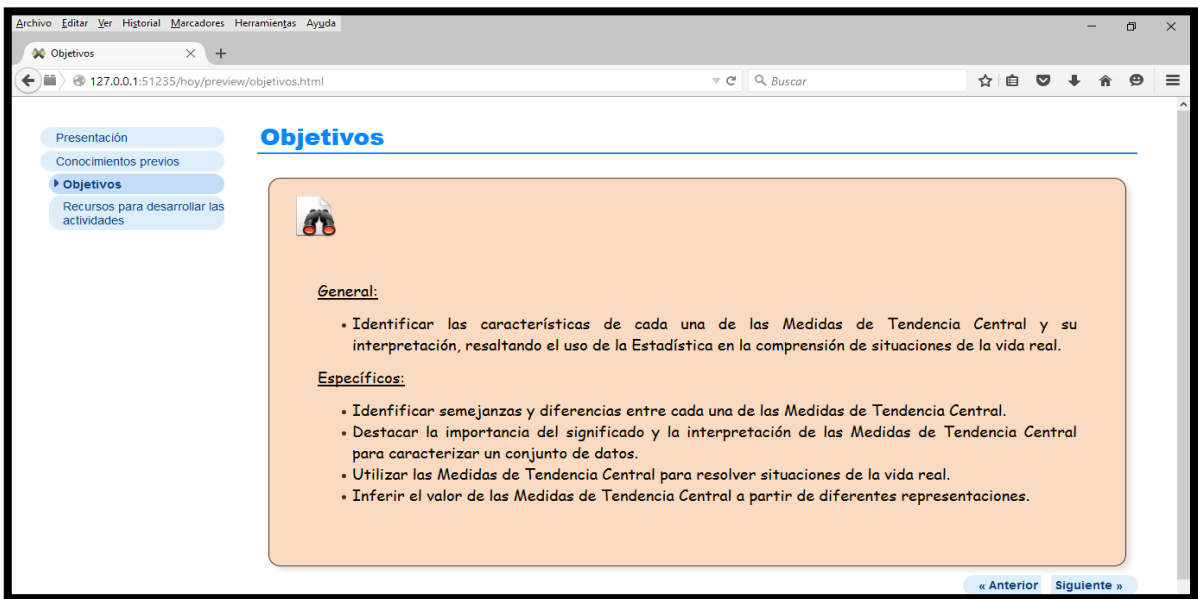 Archivo Editar Ver Historial Marcadores Herramientas Ayuda
Objetivos
127.0.0.1:51235/hoy/preview/objetivos.html
Buscar
Presentación
Conocimientos previos
Objetivos
Recursos para desarrollar las
actividades
Objetivos
General:
• Identificar las características de cada una de las Medidas de Tendencia Central y su
interpretación, resaltando el uso de la Estadística en la comprensión de situaciones de la vida real.
Específicos:
• Idenfificar semejanzas y diferencias entre cada una de las Medidas de Tendencia Central.
• Destacar la importancia del significado y la interpretación de las Medidas de Tendencia Central
para caracterizar un conjunto de datos.
• Utilizar las Medidas de Tendencia Central para resolver situaciones de la vida real.
• Inferir el valor de las Medidas de Tendencia Central a partir de diferentes representaciones.
« Anterior Siguiente »